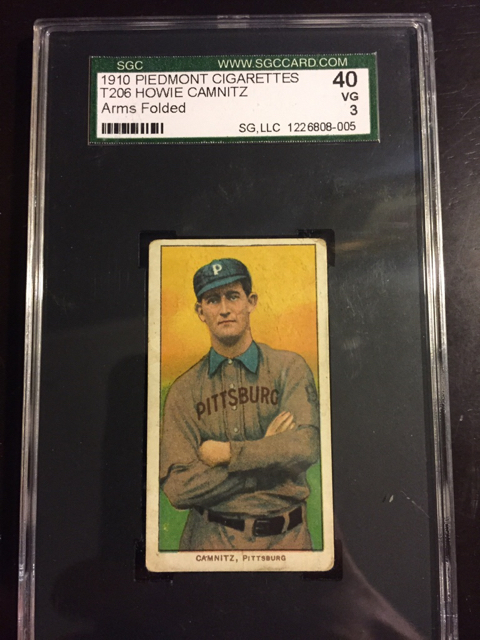 SGC WWW.SGCCARD.COM
1910 PIEDMONT CIGARETTES 40
T206 HOWIE CAMNITZ VG
Arms Folded 3
SG, LLC 1226808-005
P
PITTSBURG
CAMNITZ, PITTSBURG